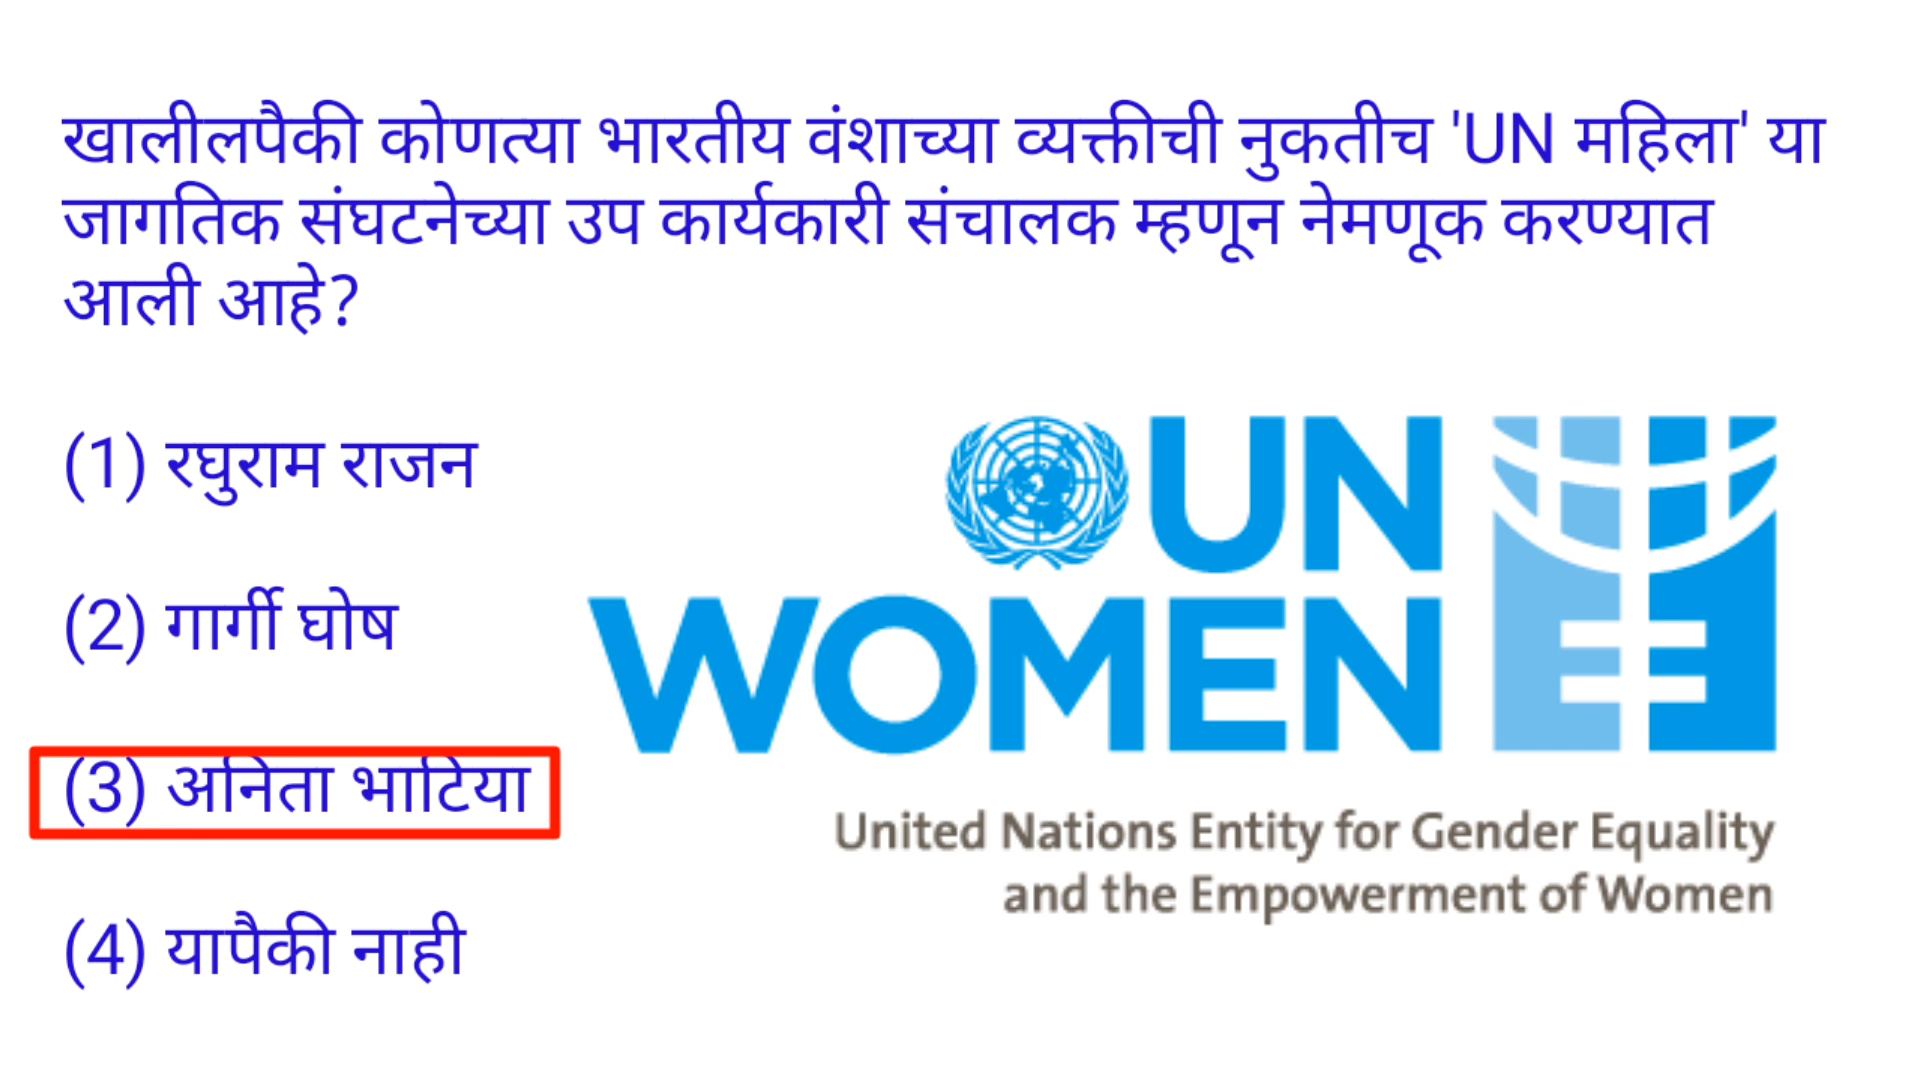 खालीलपैकी कोणत्या भारतीय वंशाच्या व्यक्तीची नुकतीच 'UN महिला' या
जागतिक संघटनेच्या उप कार्यकारी संचालक म्हणून नेमणूक करण्यात
आली आहे?
(1) रघुराम राजन
(2) गार्गी घोष
(3) अनिता भाटिया
(4) यापैकी नाही
UN
WOMEN
United Nations Entity for Gender Equality
and the Empowerment of Women